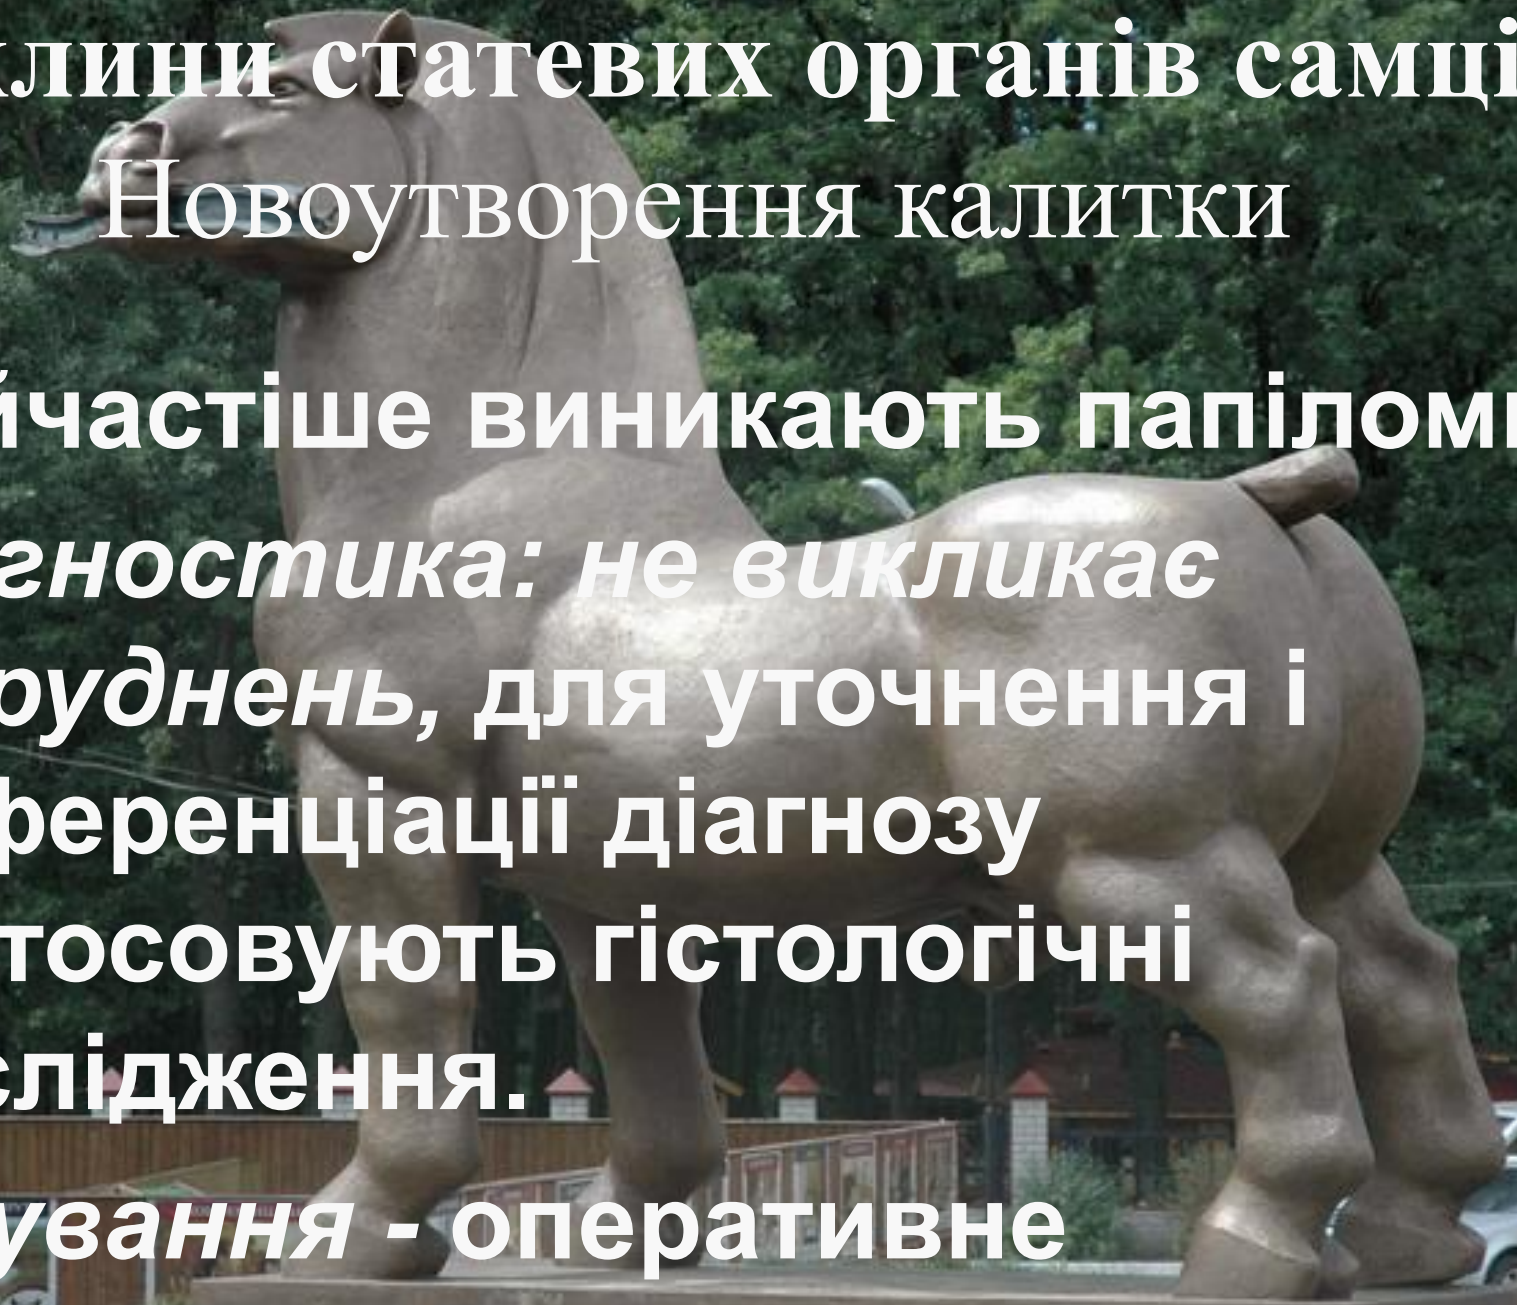 клини статевих органів самці
Новоутворення калитки
йчастіше виникають папіломи
гностика: не викликає
руднень, для уточнення і
ференціації діагнозу
тосовують гістологічні
слідження.
ування - оперативне